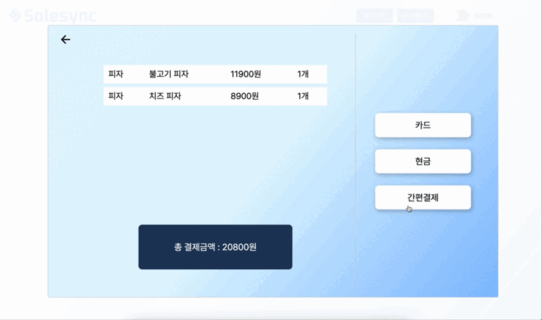 Salesync
피자 불고기 피자 11900원 1개
피자 치즈 피자 8900원 1개
카드
현금
간편결제
총 결제금액 : 20800원